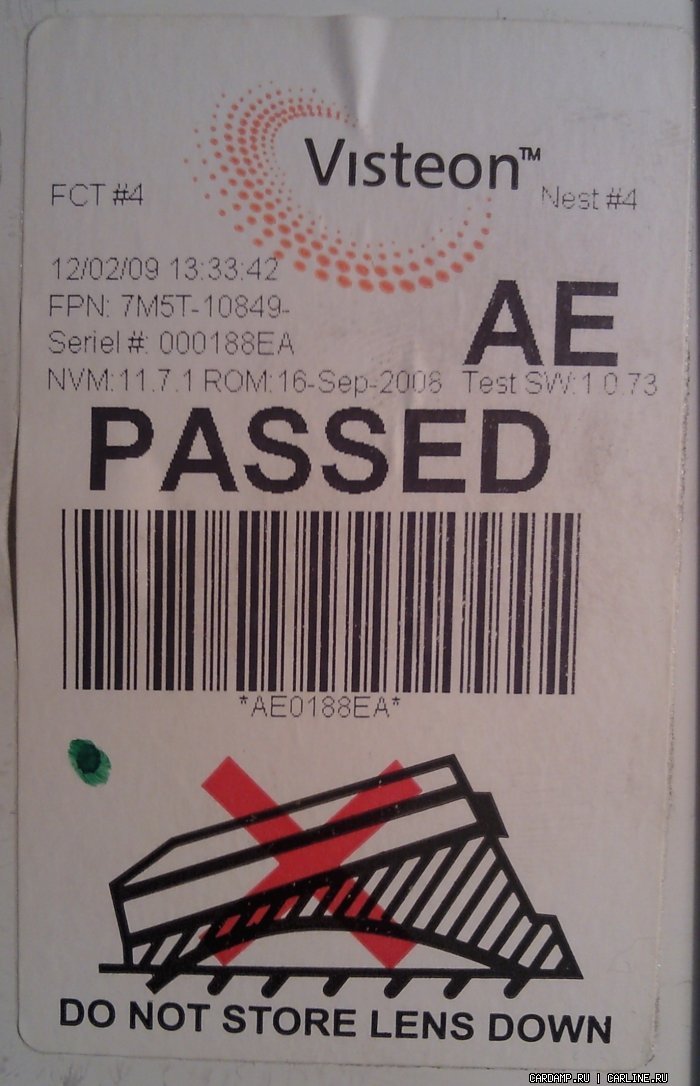 Visteon™
FCT #4 Nest #4
12/02/09 13:33:42
FPN: 7M5T-10849-
AE
Seriel #: 000188EA
NVM:11.7.1 ROM:16-Sep-2008 Test SW:1.0.73
PASSED
*AE0188EA*
DO NOT STORE LENS DOWN
CARDAMP.RU | CARLINE.RU